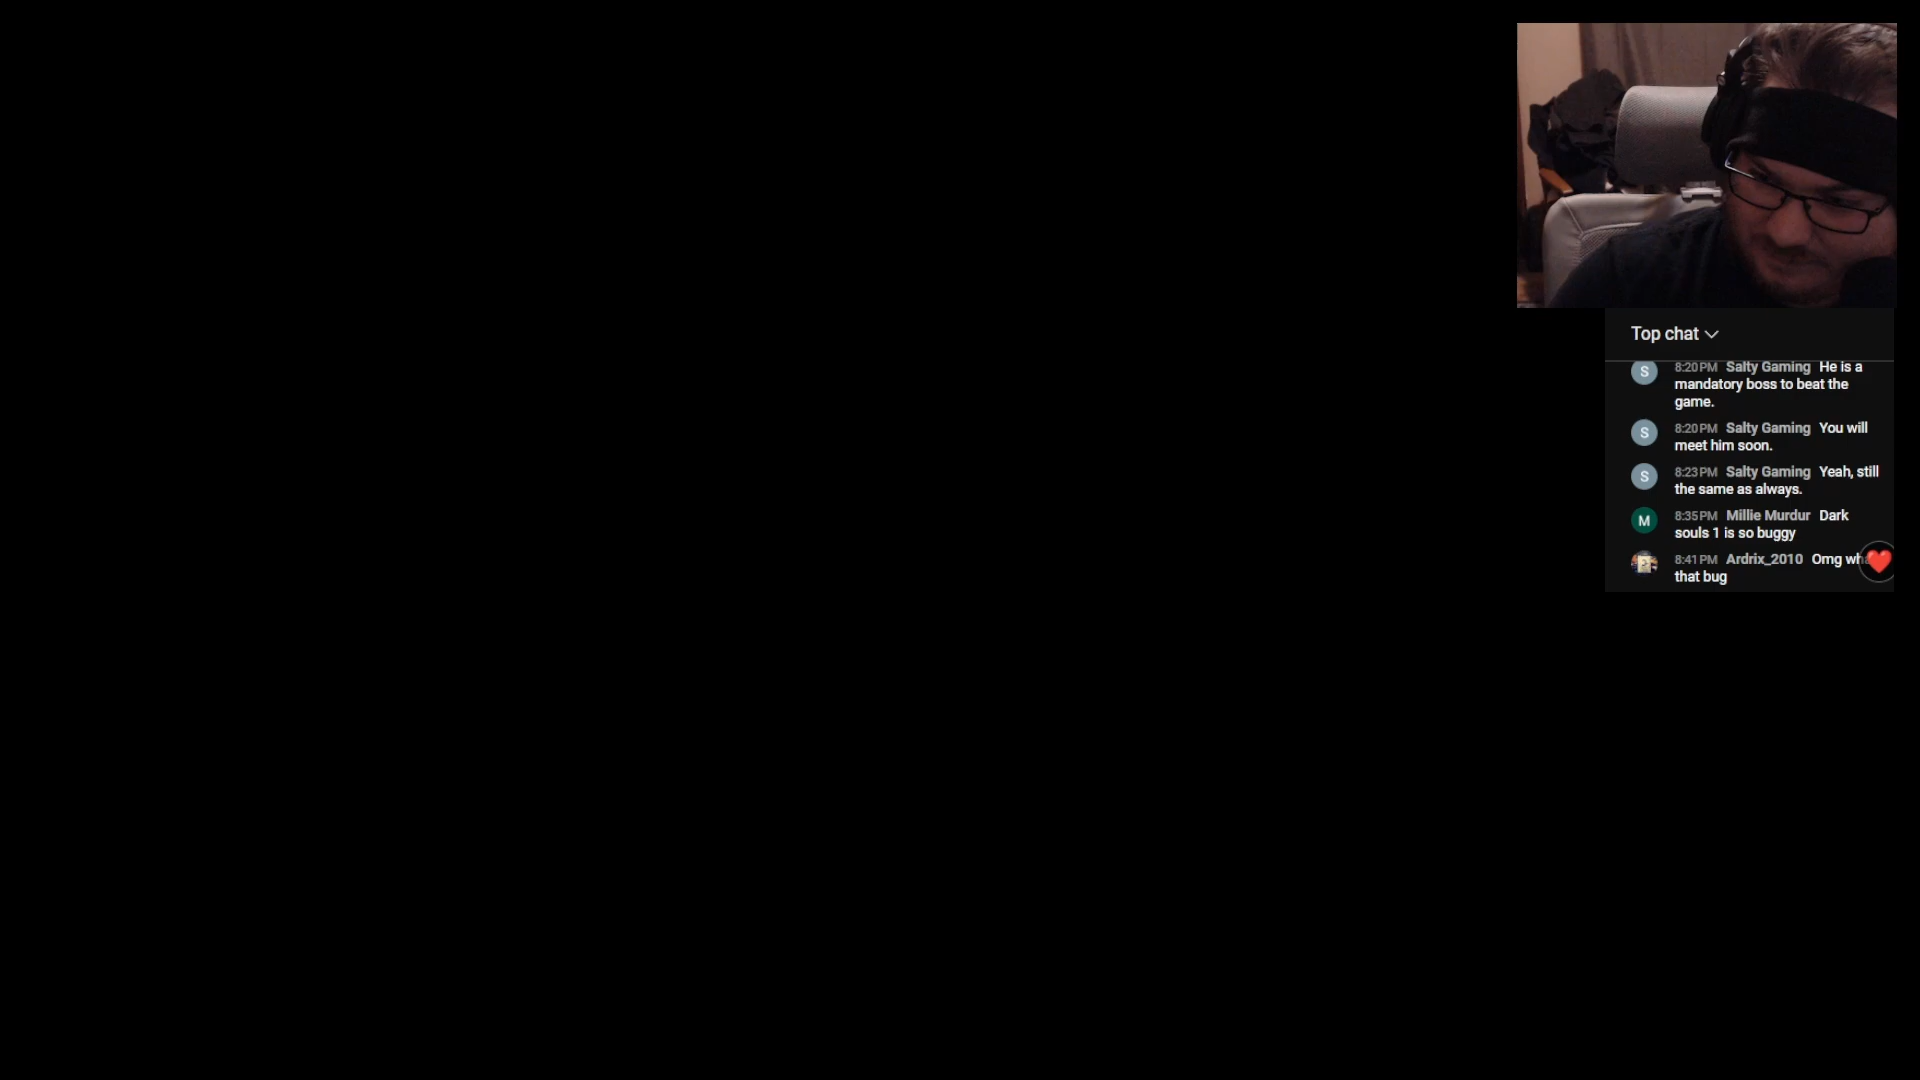 Top chat
S 8:20 PM Salty Gaming He is a
mandatory boss to beat the
game.
S 8:20 PM Salty Gaming You will
meet him soon.
S 8:23 PM Salty Gaming Yeah, still
the same as always.
M 8:35 PM Millie Murdur Dark
souls 1 is so buggy
8:41 PM Ardrix_2010 Omg
that bug